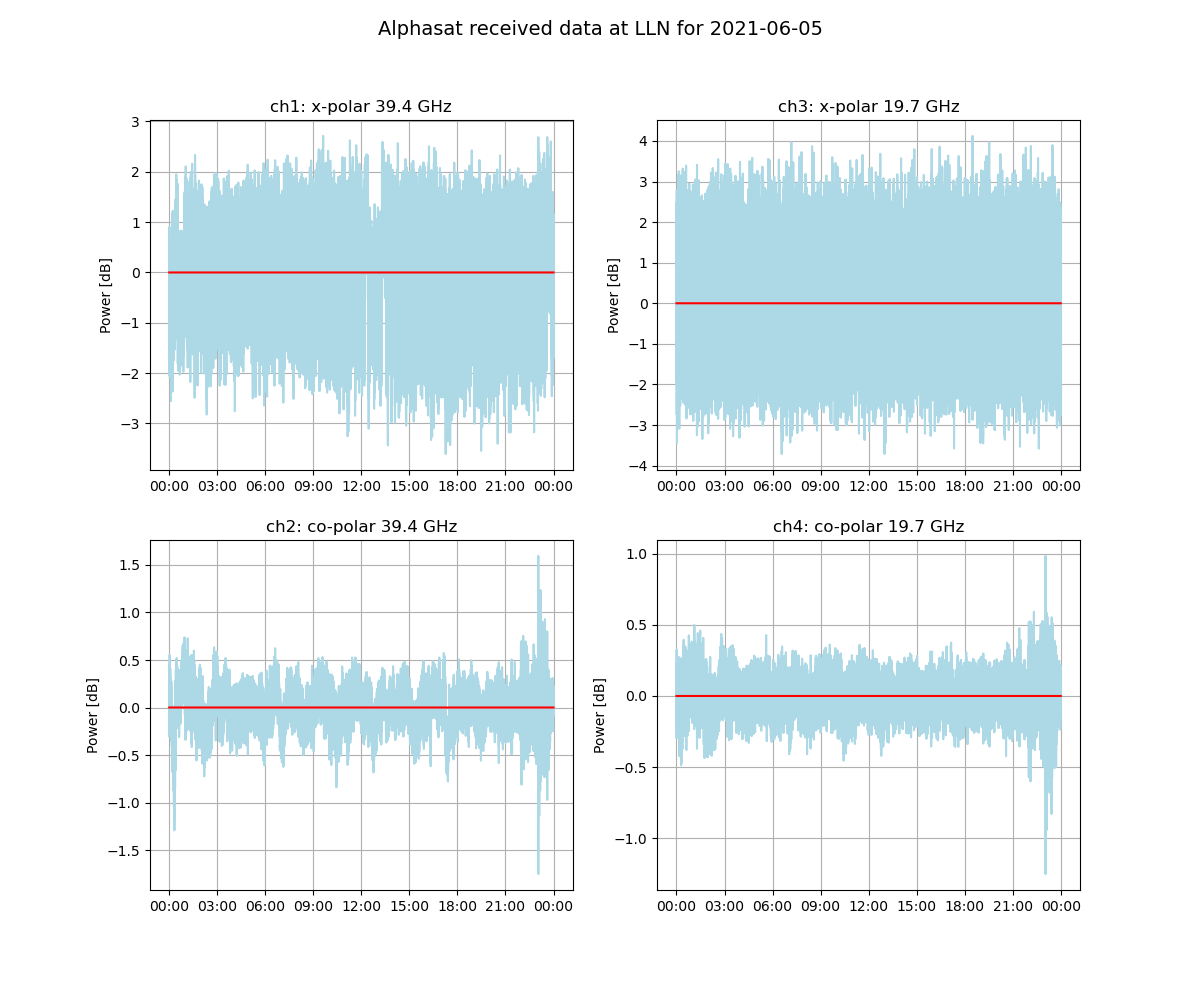 Alphasat received data at LLN for 2021-06-05
ch1: x-polar 39.4 GHz
Power [dB]
3
2
1
0
−1
−2
−3
00:00 03:00 06:00 09:00 12:00 15:00 18:00 21:00 00:00
ch3: x-polar 19.7 GHz
Power [dB]
4
3
2
1
0
−1
−2
−3
−4
00:00 03:00 06:00 09:00 12:00 15:00 18:00 21:00 00:00
ch2: co-polar 39.4 GHz
Power [dB]
1.5
1.0
0.5
0.0
−0.5
−1.0
−1.5
00:00 03:00 06:00 09:00 12:00 15:00 18:00 21:00 00:00
ch4: co-polar 19.7 GHz
Power [dB]
1.0
0.5
0.0
−0.5
−1.0
00:00 03:00 06:00 09:00 12:00 15:00 18:00 21:00 00:00